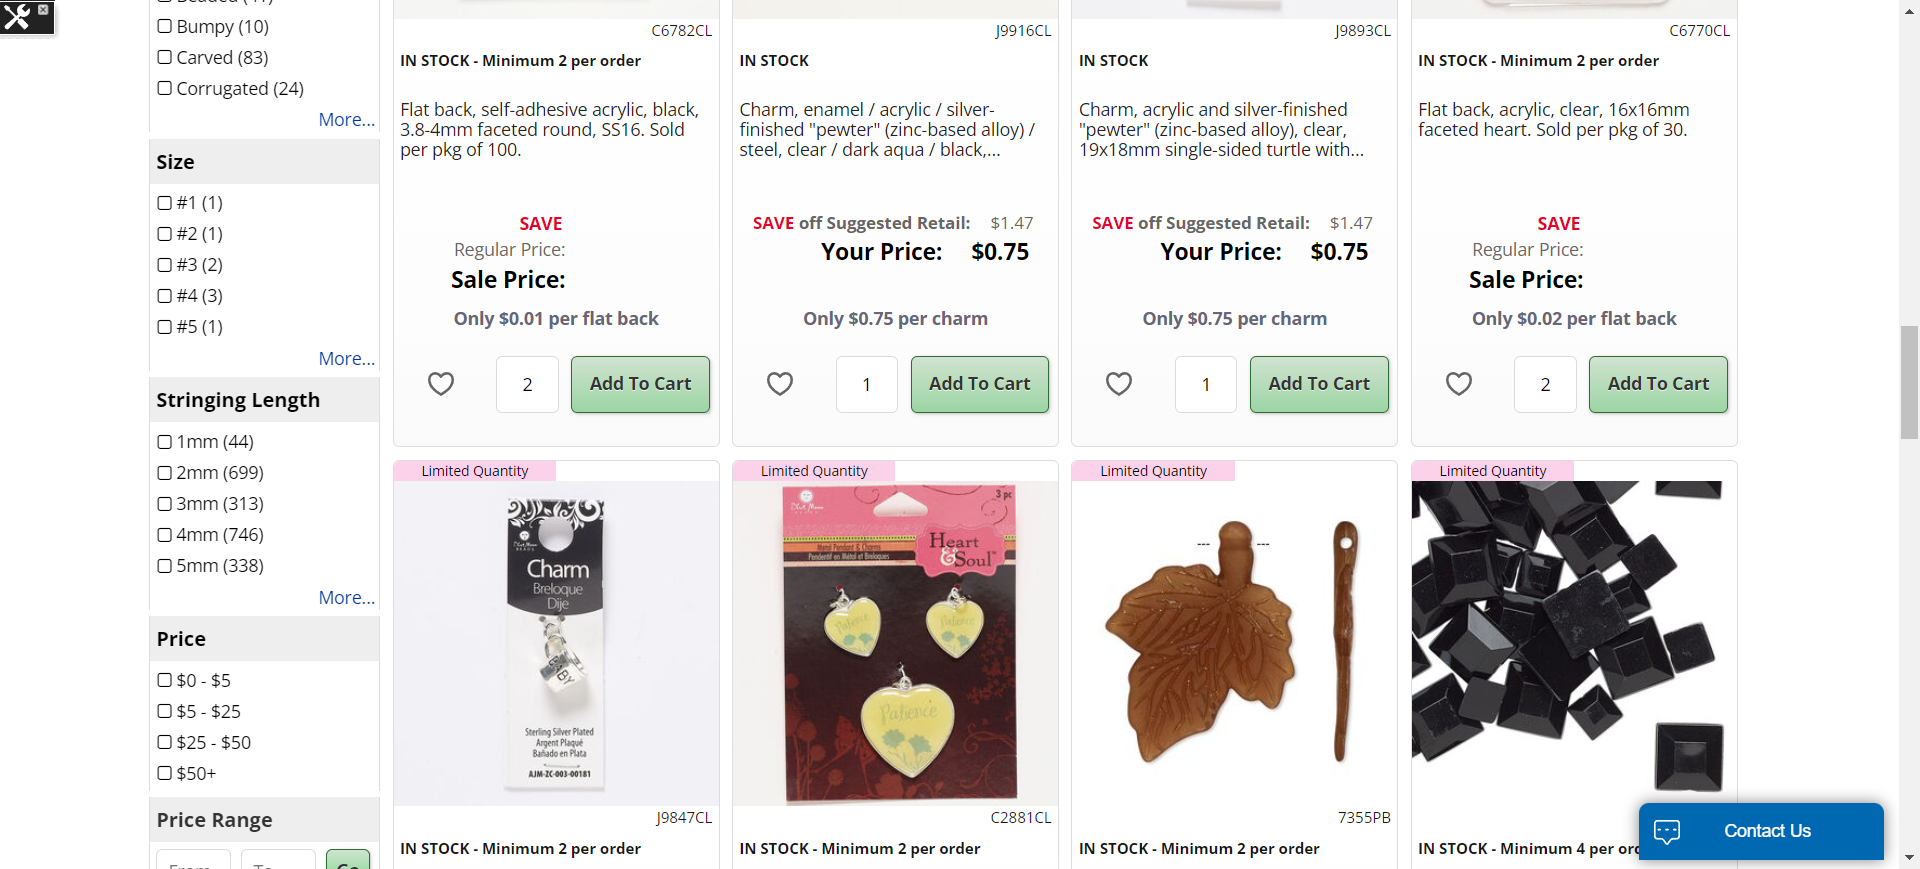 Bumpy (10)
Carved (83)
Corrugated (24)
More...
Size
#1 (1)
#2 (1)
#3 (2)
#4 (3)
#5 (1)
More...
Stringing Length
1mm (44)
2mm (699)
3mm (313)
4mm (746)
5mm (338)
More...
Price
$0 - $5
$5 - $25
$25 - $50
$50+
Price Range
C6782CL
IN STOCK - Minimum 2 per order
Flat back, self-adhesive acrylic, black,
3.8-4mm faceted round, SS16. Sold
per pkg of 100.
SAVE
Regular Price:
Sale Price:
Only $0.01 per flat back
2
Add To Cart
J9916CL
IN STOCK
Charm, enamel / acrylic / silver-
finished "pewter" (zinc-based alloy) /
steel, clear / dark aqua / black,...
SAVE off Suggested Retail: $1.47
Your Price: $0.75
Only $0.75 per charm
1
Add To Cart
J9893CL
IN STOCK
Charm, acrylic and silver-finished
"pewter" (zinc-based alloy), clear,
19x18mm single-sided turtle with...
SAVE off Suggested Retail: $1.47
Your Price: $0.75
Only $0.75 per charm
1
Add To Cart
C6770CL
IN STOCK - Minimum 2 per order
Flat back, acrylic, clear, 16x16mm
faceted heart. Sold per pkg of 30.
SAVE
Regular Price:
Sale Price:
Only $0.02 per flat back
2
Add To Cart
Limited Quantity
Charm
Breloque
Dije
BABY
Sterling Silver Plated
Argent Plaqué
Bañado en Plata
AJM-ZC-003-00181
J9847CL
IN STOCK - Minimum 2 per order
Limited Quantity
3 pc
Metal Pendant & Charms
Pendentif en Métal et Breloques
Heart
& Soul™
Patience
Patience
Patience
C2881CL
IN STOCK - Minimum 2 per order
Limited Quantity
7355PB
IN STOCK - Minimum 2 per order
Limited Quantity
IN STOCK - Minimum 4 per
Contact Us